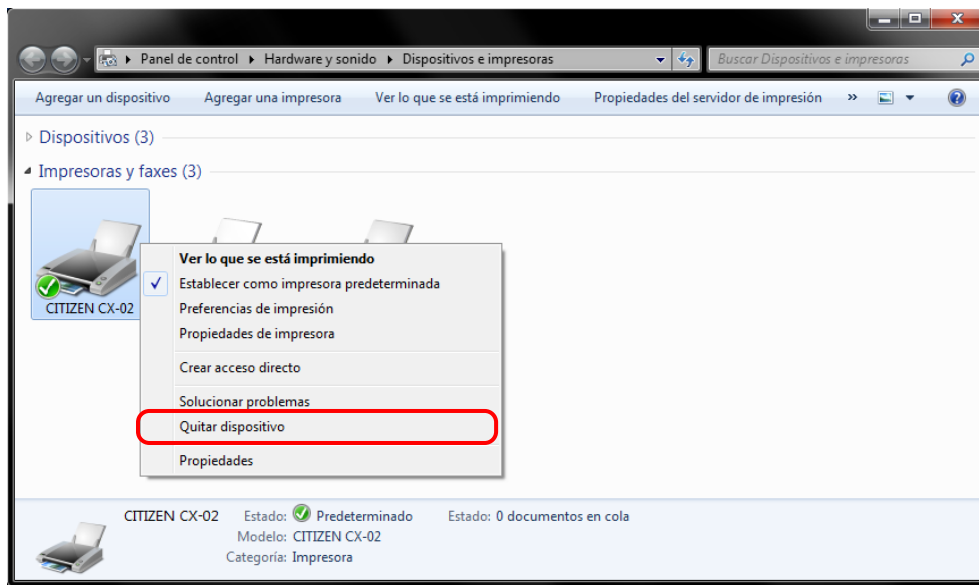 Panel de control ▸ Hardware y sonido ▸ Dispositivos e impresoras
Buscar Dispositivos e impresoras
Agregar un dispositivo Agregar una impresora Ver lo que se está imprimiendo Propiedades del servidor de impresión »
Dispositivos (3)
Impresoras y faxes (3)
CITIZEN CX-02
Ver lo que se está imprimiendo
Establecer como impresora predeterminada
Preferencias de impresión
Propiedades de impresora
Crear acceso directo
Solucionar problemas
Quitar dispositivo
Propiedades
CITIZEN CX-02 Estado: Predeterminado Estado: 0 documentos en cola
Modelo: CITIZEN CX-02
Categoría: Impresora